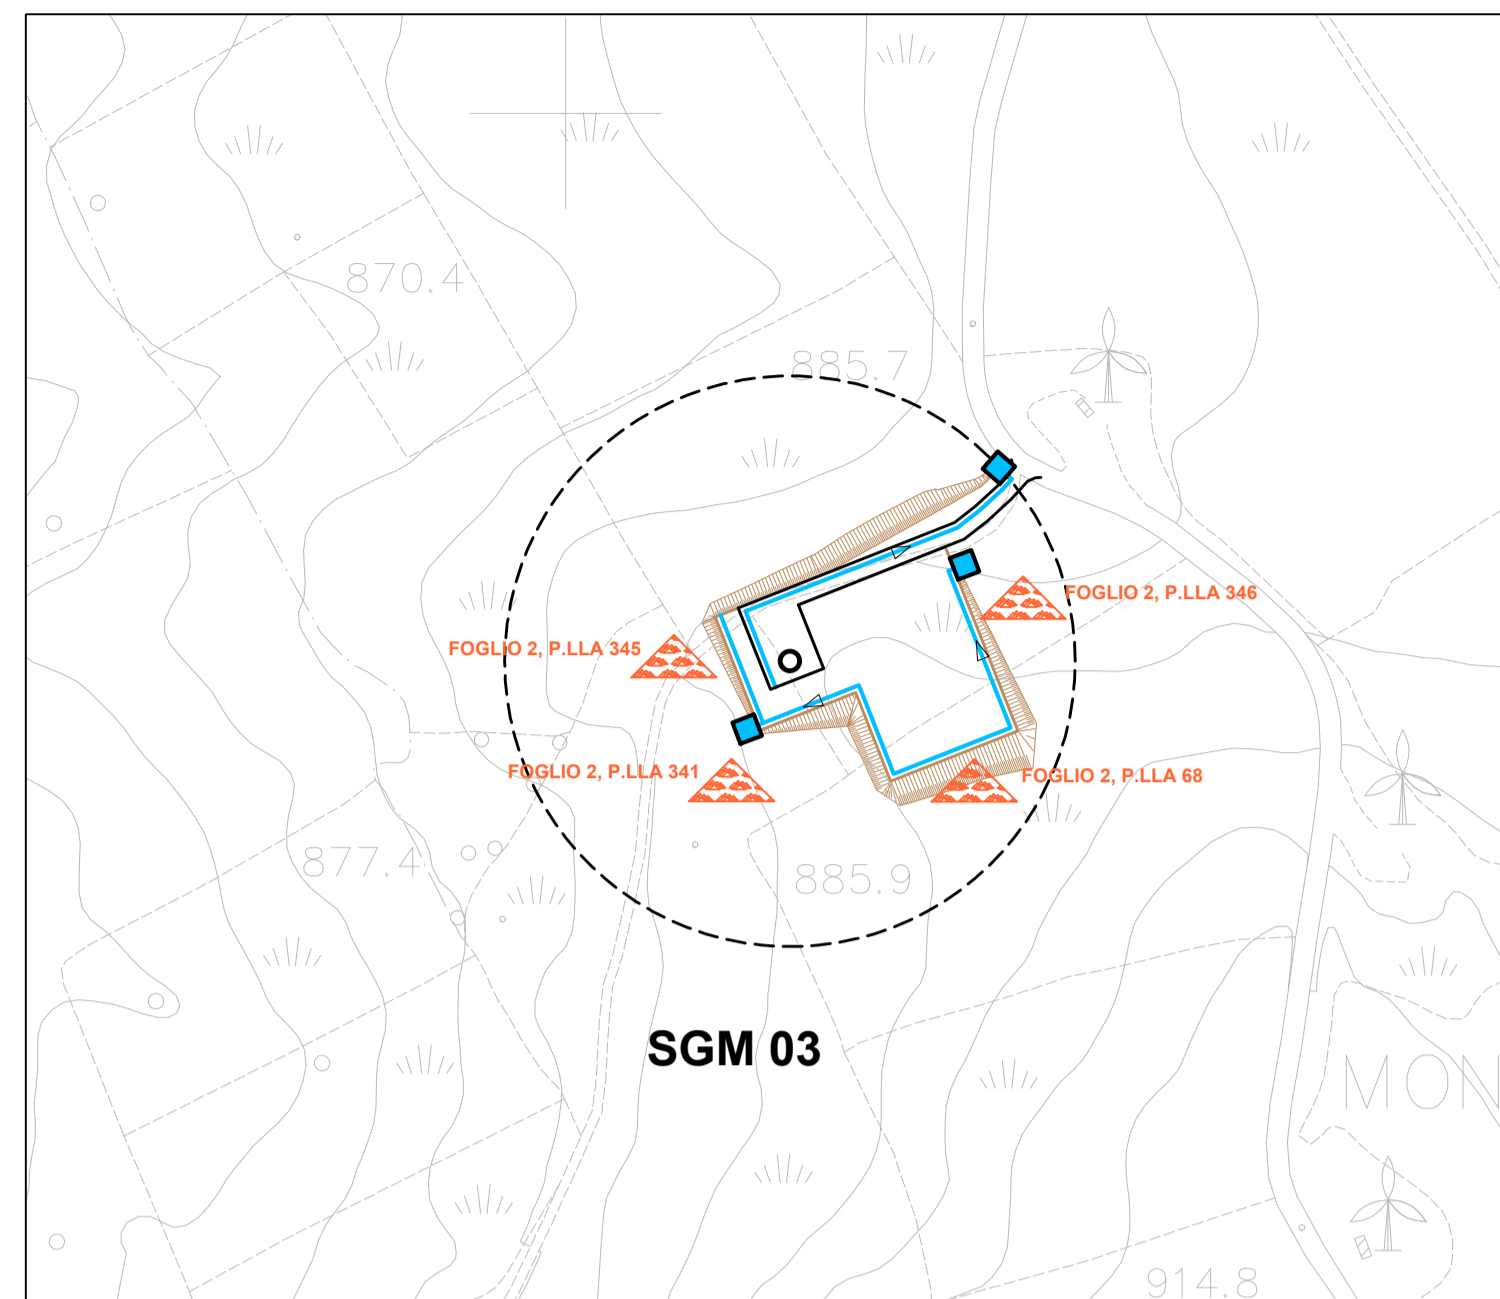 870.4
885.7
FOGLIO 2, P.LLA 346
FOGLIO 2, P.LLA 345
FOGLIO 2, P.LLA 341
FOGLIO 2, P.LLA 68
877.4
885.9
SGM 03
MON
914.8